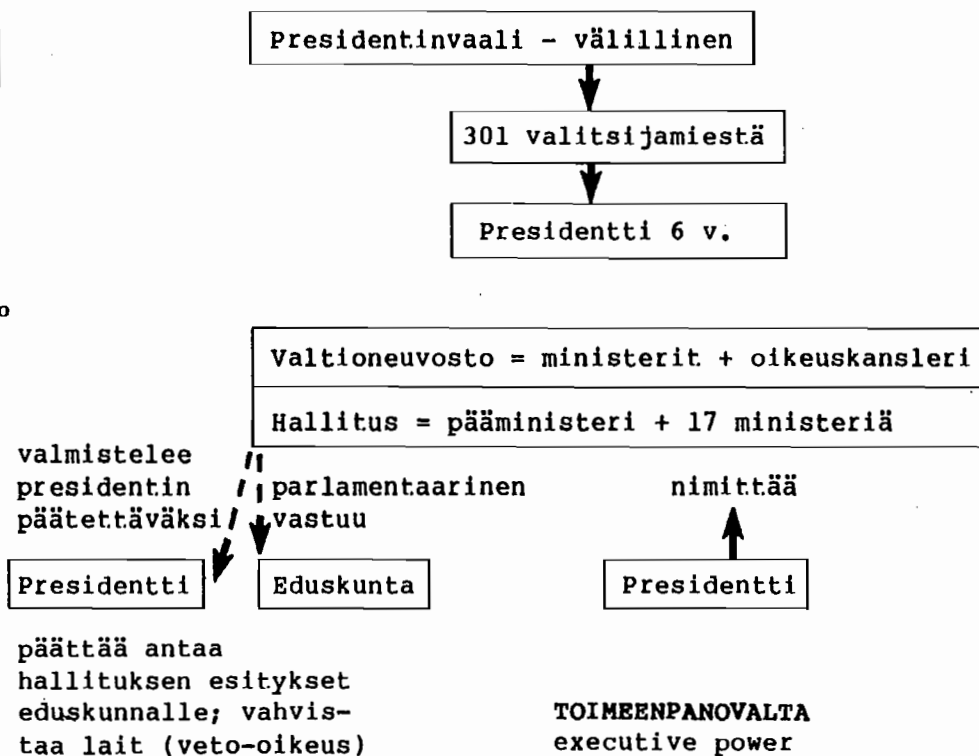 Presidentinvaali - välillinen
301 valitsijamiestä
Presidentti 6 v.
o
Valtioneuvosto = ministerit + oikeuskansleri
Hallitus = pääministeri + 17 ministeriä
valmistelee
presidentin
päätettäväksi
parlamentaarinen
vastuu
nimittää
Presidentti
Eduskunta
Presidentti
päättää antaa
hallituksen esitykset
eduskunnalle; vahvis-
taa lait (veto-oikeus)
TOIMEENPANOVALTA
executive power